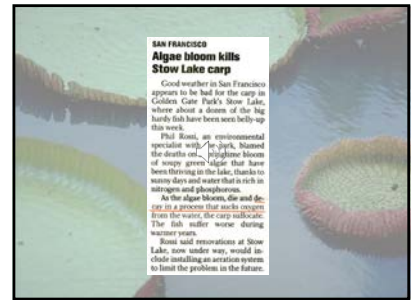 SAN FRANCISCO
Algae bloom kills
Stow Lake carp
Good weather in San Francisco
appears to be bad for the carp in
Golden Gate Park's Stow Lake,
where about a dozen of the big
hardy fish have been seen belly-up
this week.
Phil Rossi, an environmental
specialist with the park, blamed
the deaths on springtime bloom
of soupy green algae that have
been thriving in the lake, thanks to
sunny days and water that is rich in
nitrogen and phosphorous.
As the algae bloom, die and de-
cay in a process that sucks oxygen
from the water, the carp suffocate.
The fish suffer worse during
warmer years.
Rossi said renovations at Stow
Lake, now under way, would in-
clude installing an aeration system
to limit the problem in the future.